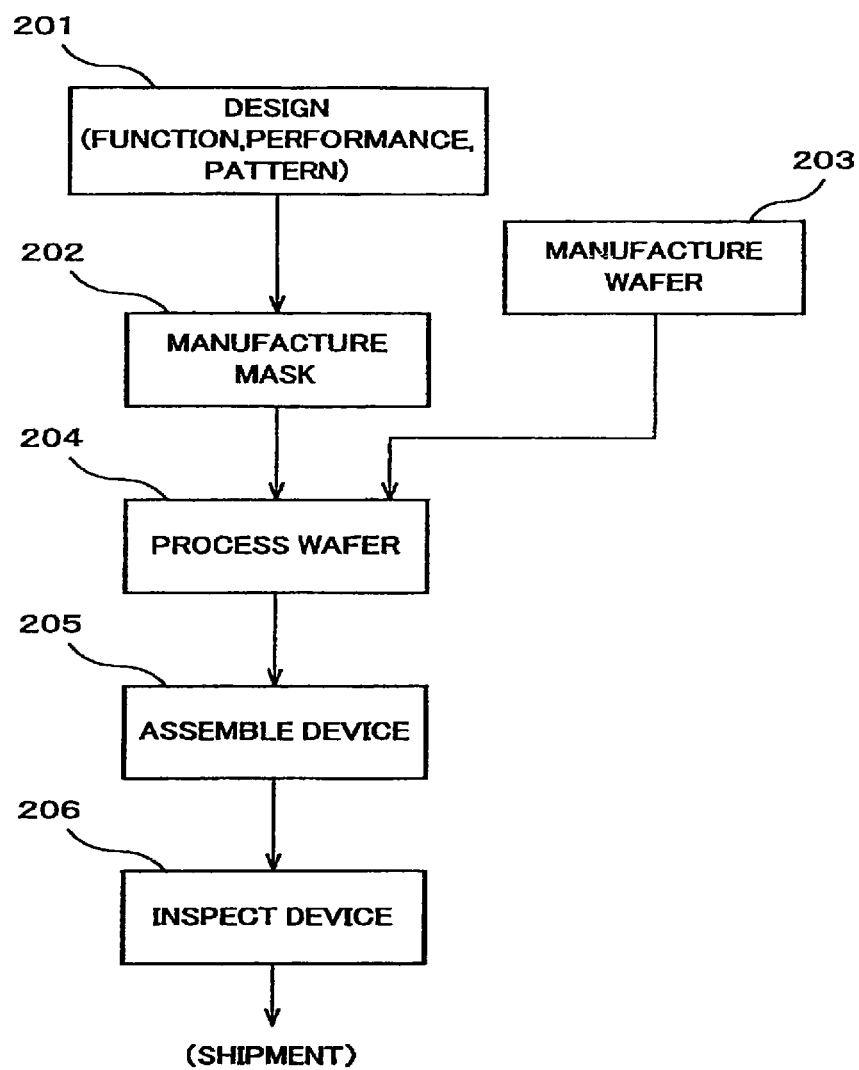 201
DESIGN
(FUNCTION,PERFORMANCE,
PATTERN)
203
MANUFACTURE
WAFER
202
MANUFACTURE
MASK
204
PROCESS WAFER
205
ASSEMBLE DEVICE
206
INSPECT DEVICE
(SHIPMENT)